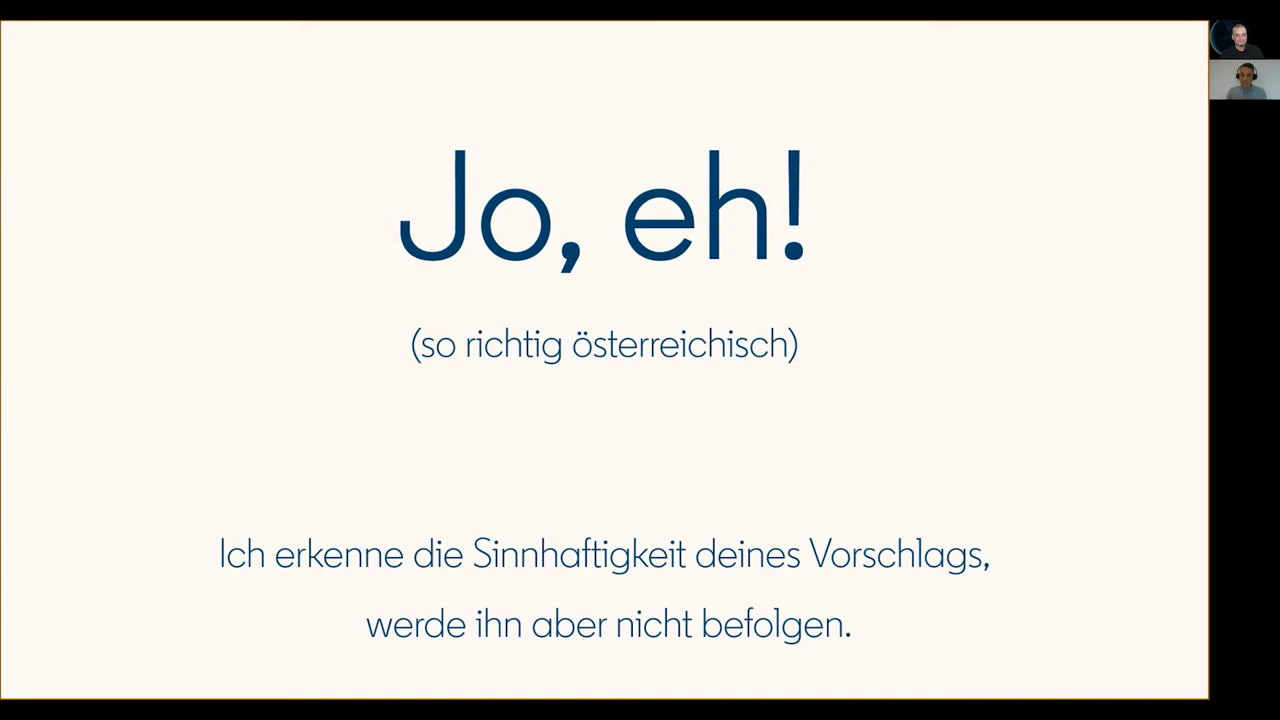 Jo, eh!
(so richtig österreichisch)
Ich erkenne die Sinnhaftigkeit deines Vorschlags,
werde ihn aber nicht befolgen.